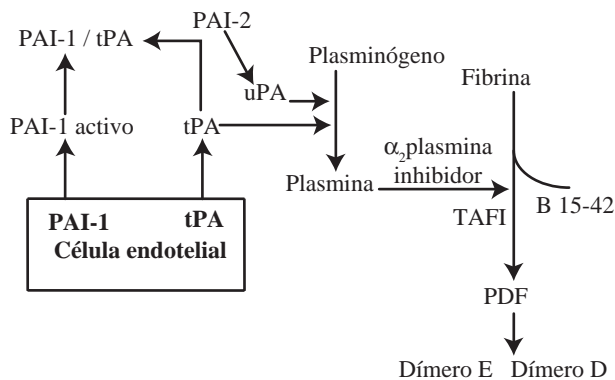 PAI-2
PAI-1 / tPA
Plasminógeno
Fibrina
uPA
PAI-1 activo
tPA
α₂plasmina
inhibidor
Plasmina
B 15-42
TAFI
PAI-1 tPA
Célula endotelial
PDF
Dímero E Dímero D